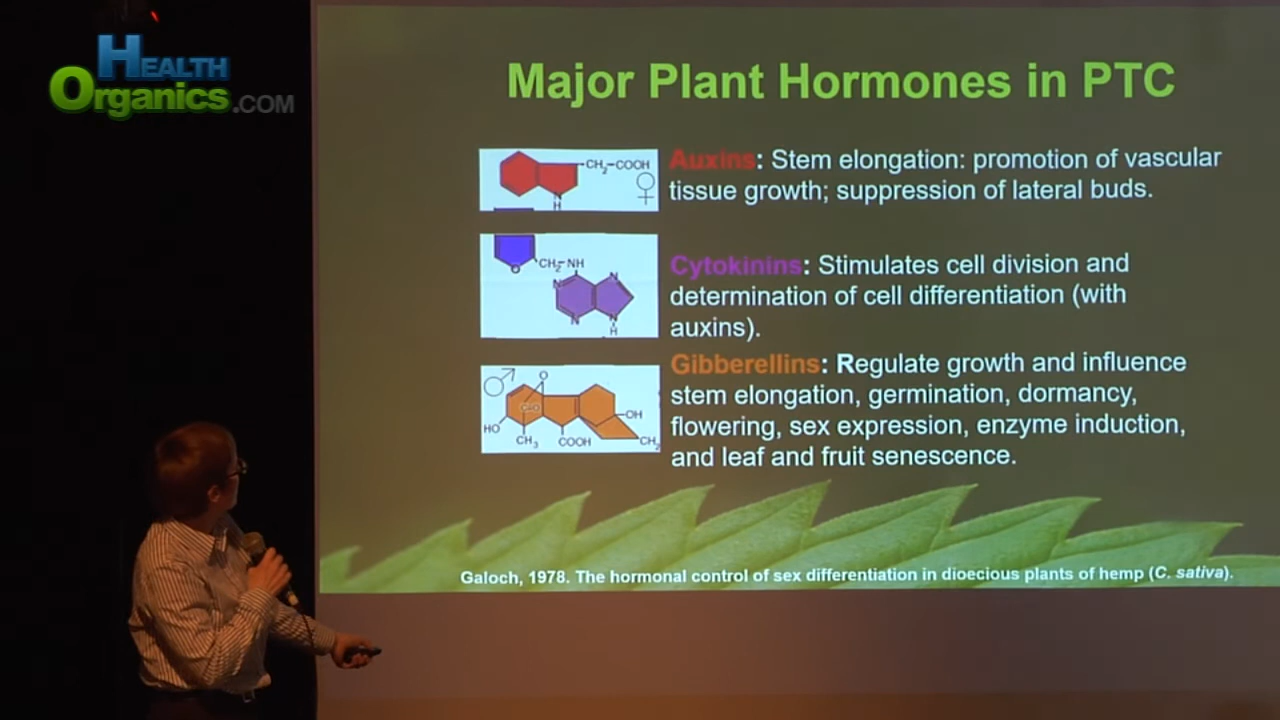 HEALTH
ORGANICS.COM
Major Plant Hormones in PTC
CH2-COOH
H
Auxins: Stem elongation: promotion of vascular
tissue growth; suppression of lateral buds.
O
CH2-NH
N
N
N
N
H
Cytokinins: Stimulates cell division and
determination of cell differentiation (with
auxins).
O
HO
CH3
COOH
OH
CH2
Gibberellins: Regulate growth and influence
stem elongation, germination, dormancy,
flowering, sex expression, enzyme induction,
and leaf and fruit senescence.
Galoch, 1978. The hormonal control of sex differentiation in dioecious plants of hemp (C. sativa).